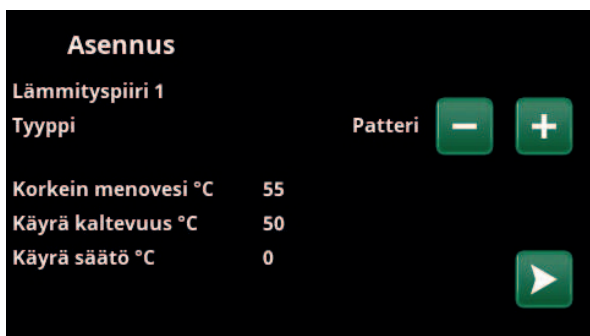 Asennus
Lämmityspiiri 1
Tyyppi Patteri
Korkein menovesi °C 55
Käyrä kaltevuus °C 50
Käyrä säätö °C 0